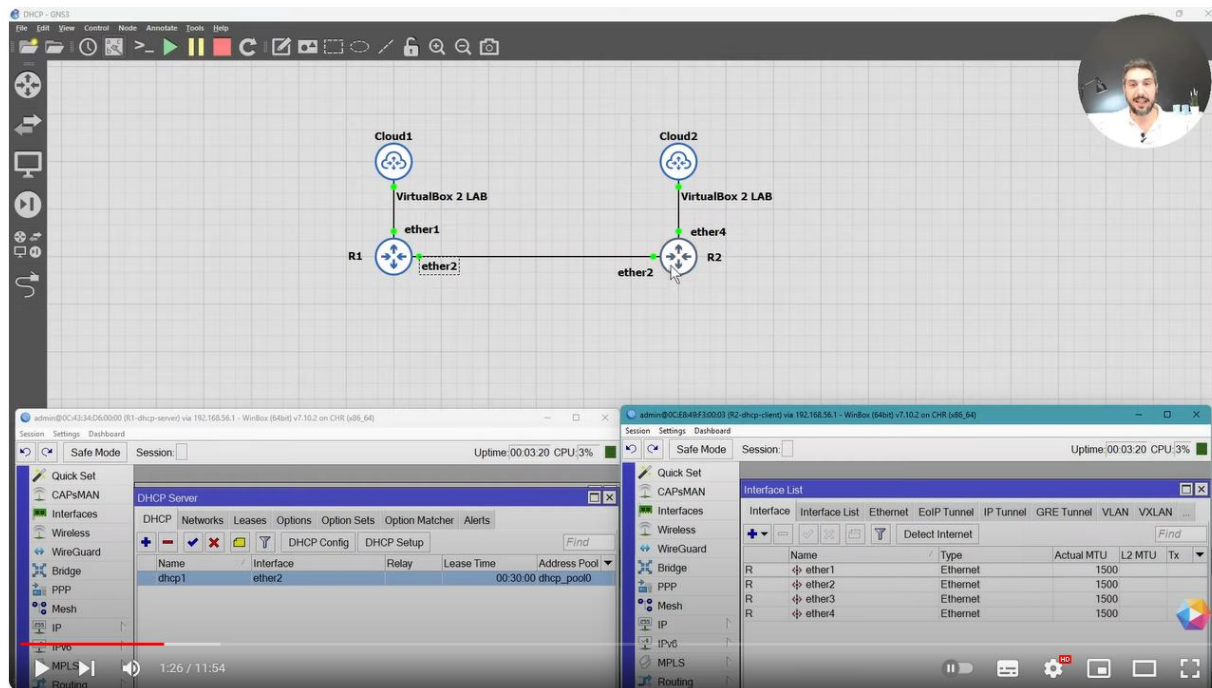 DHCP - GNS3
File Edit View Control Node Annotate Tools Help
Cloud1
Cloud2
VirtualBox 2 LAB
VirtualBox 2 LAB
ether1
ether4
R1
R2
ether2
ether2
admin@0C:43:34:D6:00:00 (R1-dhcp-server) via 192.168.56.1 - WinBox (64bit) v7.10.2 on CHR (x86_64)
Session Settings Dashboard
Safe Mode Session: Uptime: 00:03:20 CPU: 3%
Quick Set
CAPsMAN
Interfaces
Wireless
WireGuard
Bridge
PPP
Mesh
IP
IPv6
MPLS
Routing
DHCP Server
DHCP Networks Leases Options Option Sets Option Matcher Alerts
DHCP Config DHCP Setup Find
Name Interface Relay Lease Time Address Pool
dhcp1 ether2 00:30:00 dhcp_pool0
admin@0C:EB:49:F3:00:03 (R2-dhcp-client) via 192.168.56.1 - WinBox (64bit) v7.10.2 on CHR (x86_64)
Session Settings Dashboard
Safe Mode Session: Uptime: 00:03:20 CPU: 3%
Quick Set
CAPsMAN
Interfaces
Wireless
WireGuard
Bridge
PPP
Mesh
IP
IPv6
MPLS
Routing
Interface List
Interface Interface List Ethernet EoIP Tunnel IP Tunnel GRE Tunnel VLAN VXLAN ...
Detect Internet Find
Name Type Actual MTU L2 MTU Tx
R ether1 Ethernet 1500
R ether2 Ethernet 1500
R ether3 Ethernet 1500
R ether4 Ethernet 1500
1:26 / 11:54
HD